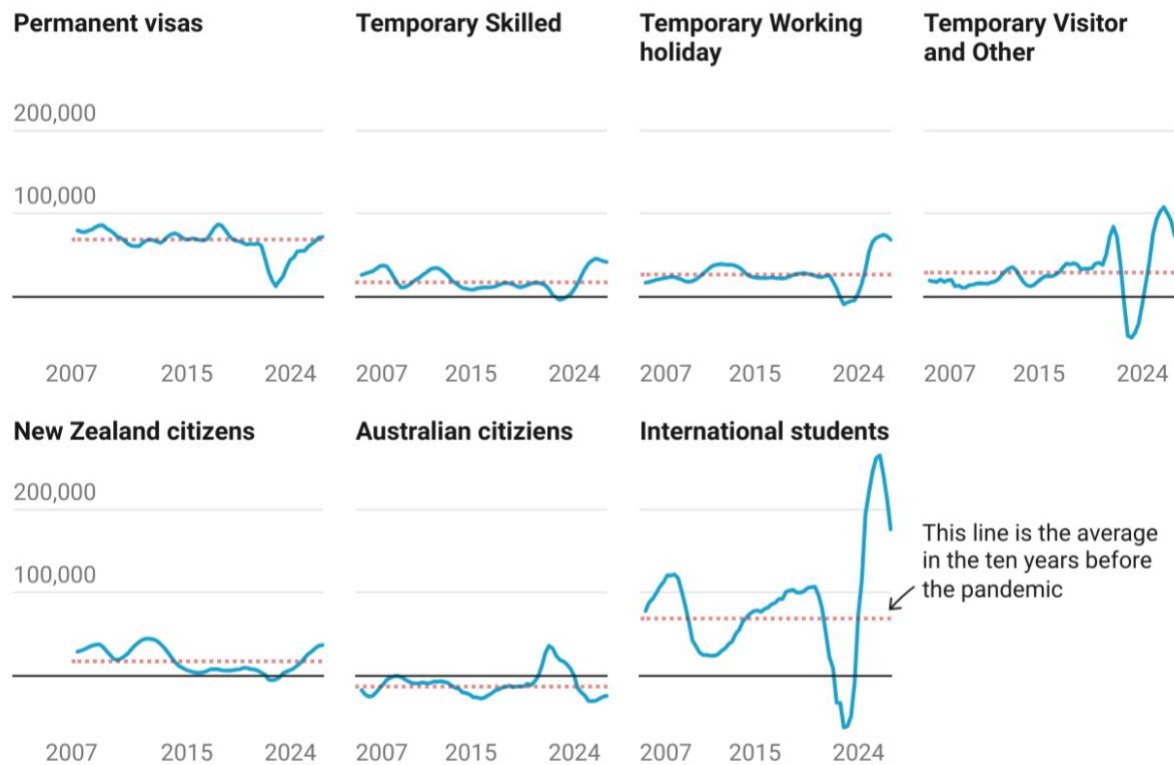 Permanent visas
Temporary Skilled
Temporary Working
holiday
Temporary Visitor
and Other
200,000
100,000
2007 2015 2024
2007 2015 2024
2007 2015 2024
2007 2015 2024
New Zealand citizens
Australian citiziens
International students
200,000
100,000
This line is the average
in the ten years before
the pandemic
2007 2015 2024
2007 2015 2024
2007 2015 2024